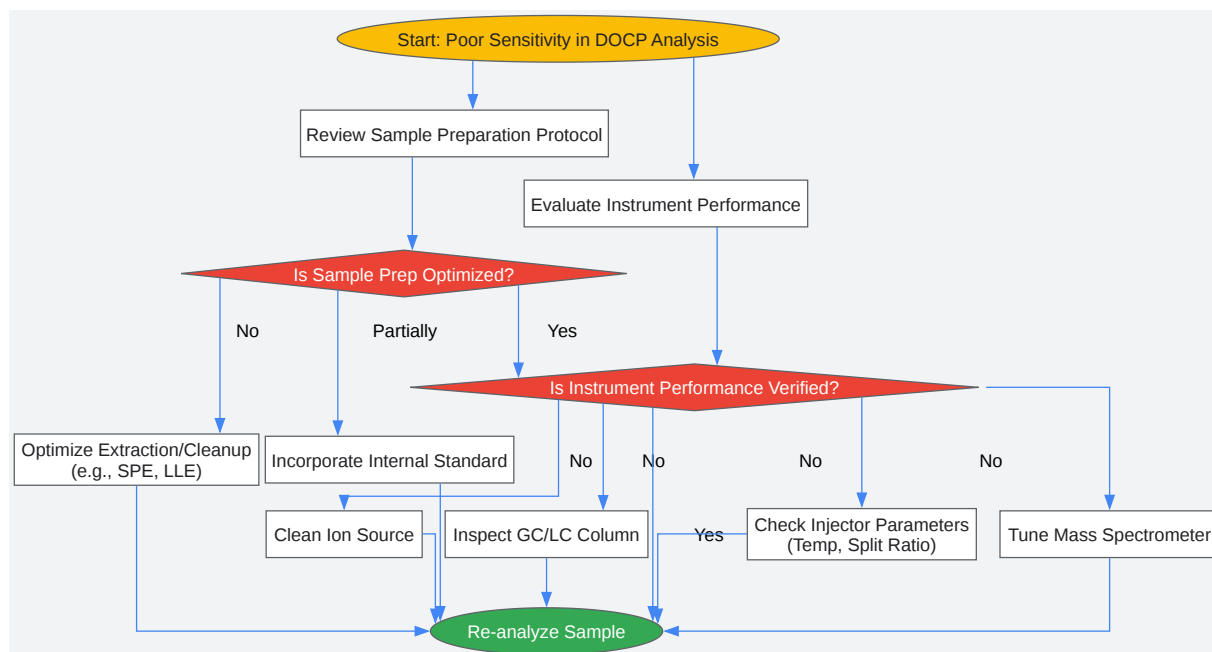 Start: Poor Sensitivity in DOCP Analysis
Review Sample Preparation Protocol
Evaluate Instrument Performance
Is Sample Prep Optimized?
No
Partially
Yes
Is Instrument Performance Verified?
Optimize Extraction/Cleanup
(e.g., SPE, LLE)
Incorporate Internal Standard
No
No
No
No
Clean Ion Source
Inspect GC/LC Column
Yes
Check Injector Parameters
(Temp, Split Ratio)
Tune Mass Spectrometer
Re-analyze Sample